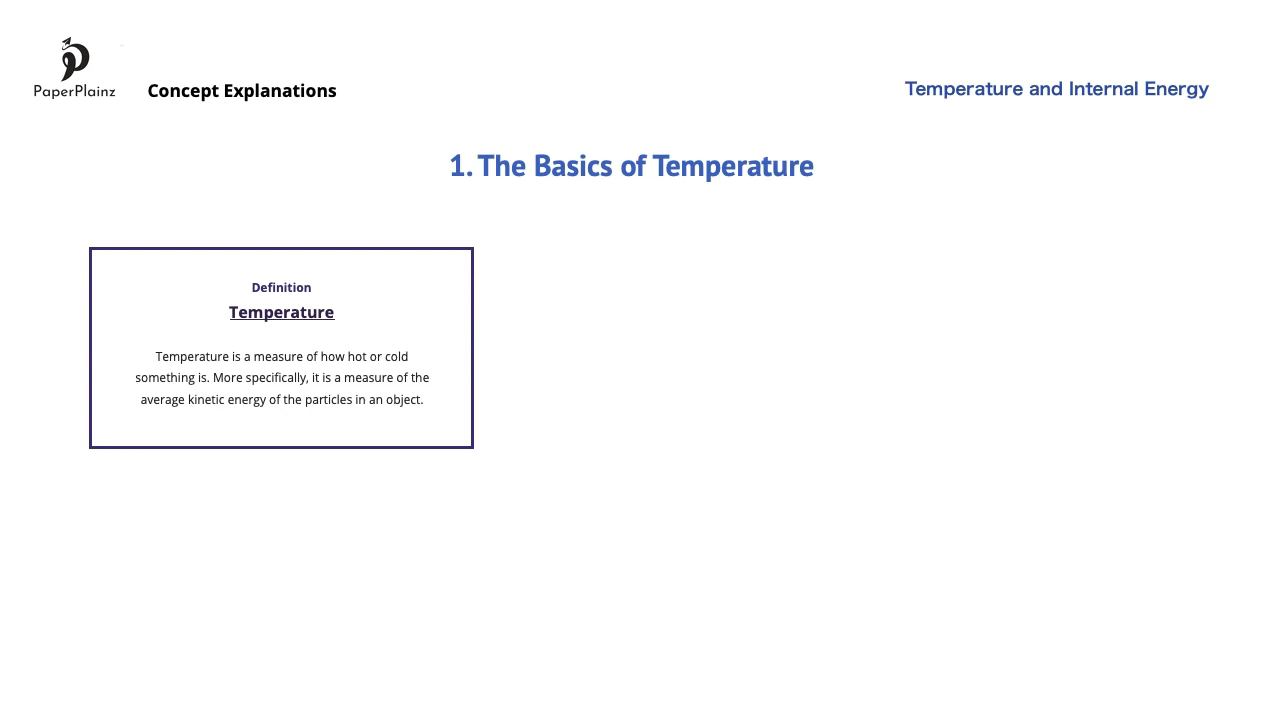 PaperPlainz
Concept Explanations
Temperature and Internal Energy
1. The Basics of Temperature
Definition
Temperature
Temperature is a measure of how hot or cold
something is. More specifically, it is a measure of the
average kinetic energy of the particles in an object.